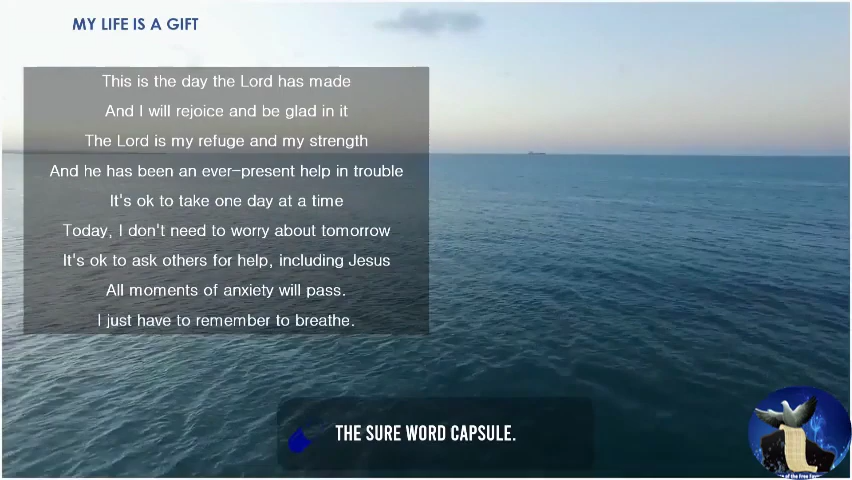 MY LIFE IS A GIFT
This is the day the Lord has made
And I will rejoice and be glad in it
The Lord is my refuge and my strength
And he has been an ever-present help in trouble
It's ok to take one day at a time
Today, I don't need to worry about tomorrow
It's ok to ask others for help, including Jesus
All moments of anxiety will pass.
I just have to remember to breathe.
THE SURE WORD CAPSULE.
of the Free